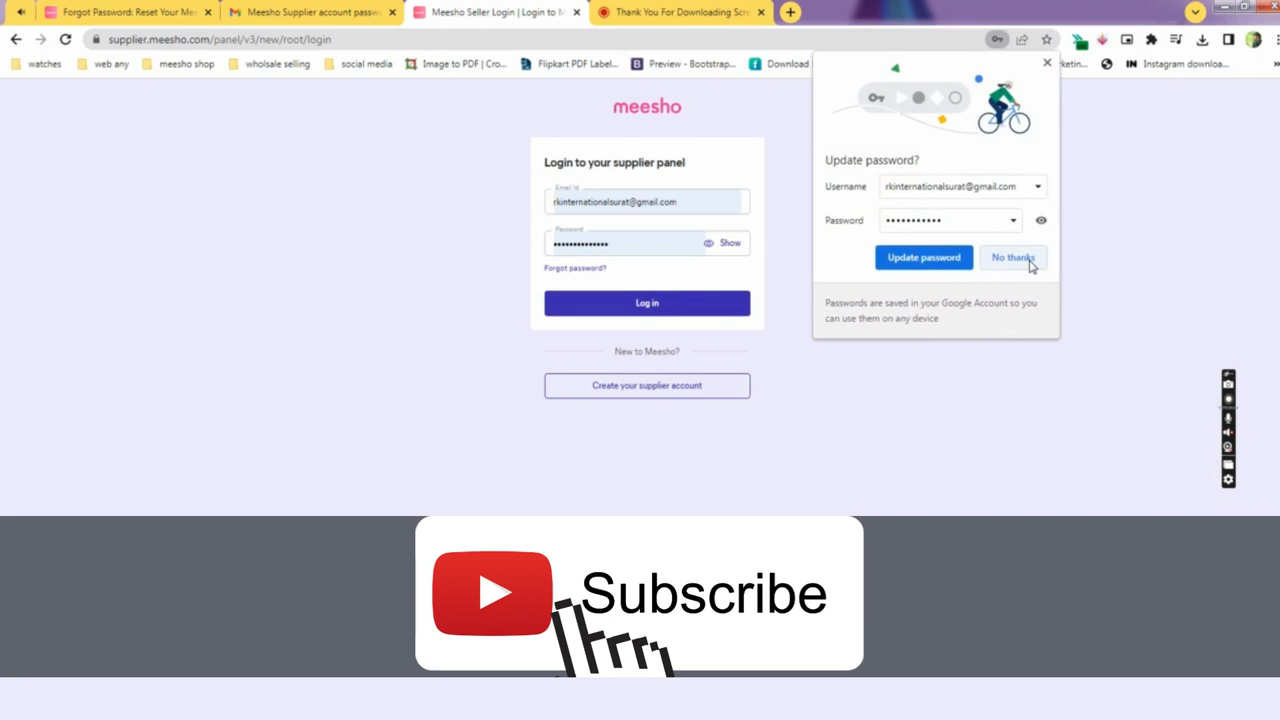 Forgot Password: Reset Your Me
Meesho Supplier account passw
Meesho Seller Login | Login to M
Thank You For Downloading Scre
supplier.meesho.com/panel/v3/new/root/login
watches
web any
meesho shop
wholsale selling
social media
Image to PDF | Cro...
Flipkart PDF Label...
Preview - Bootstrap...
Download
rketin...
IN Instagram downloa...
meesho
Login to your supplier panel
Email Id
rkinternationalsurat@gmail.com
Password
••••••••••••••
Show
Forgot password?
Log in
New to Meesho?
Create your supplier account
Update password?
Username
rkinternationalsurat@gmail.com
Password
•••••••••••
Update password
No thanks
Passwords are saved in your Google Account so you
can use them on any device
Subscribe